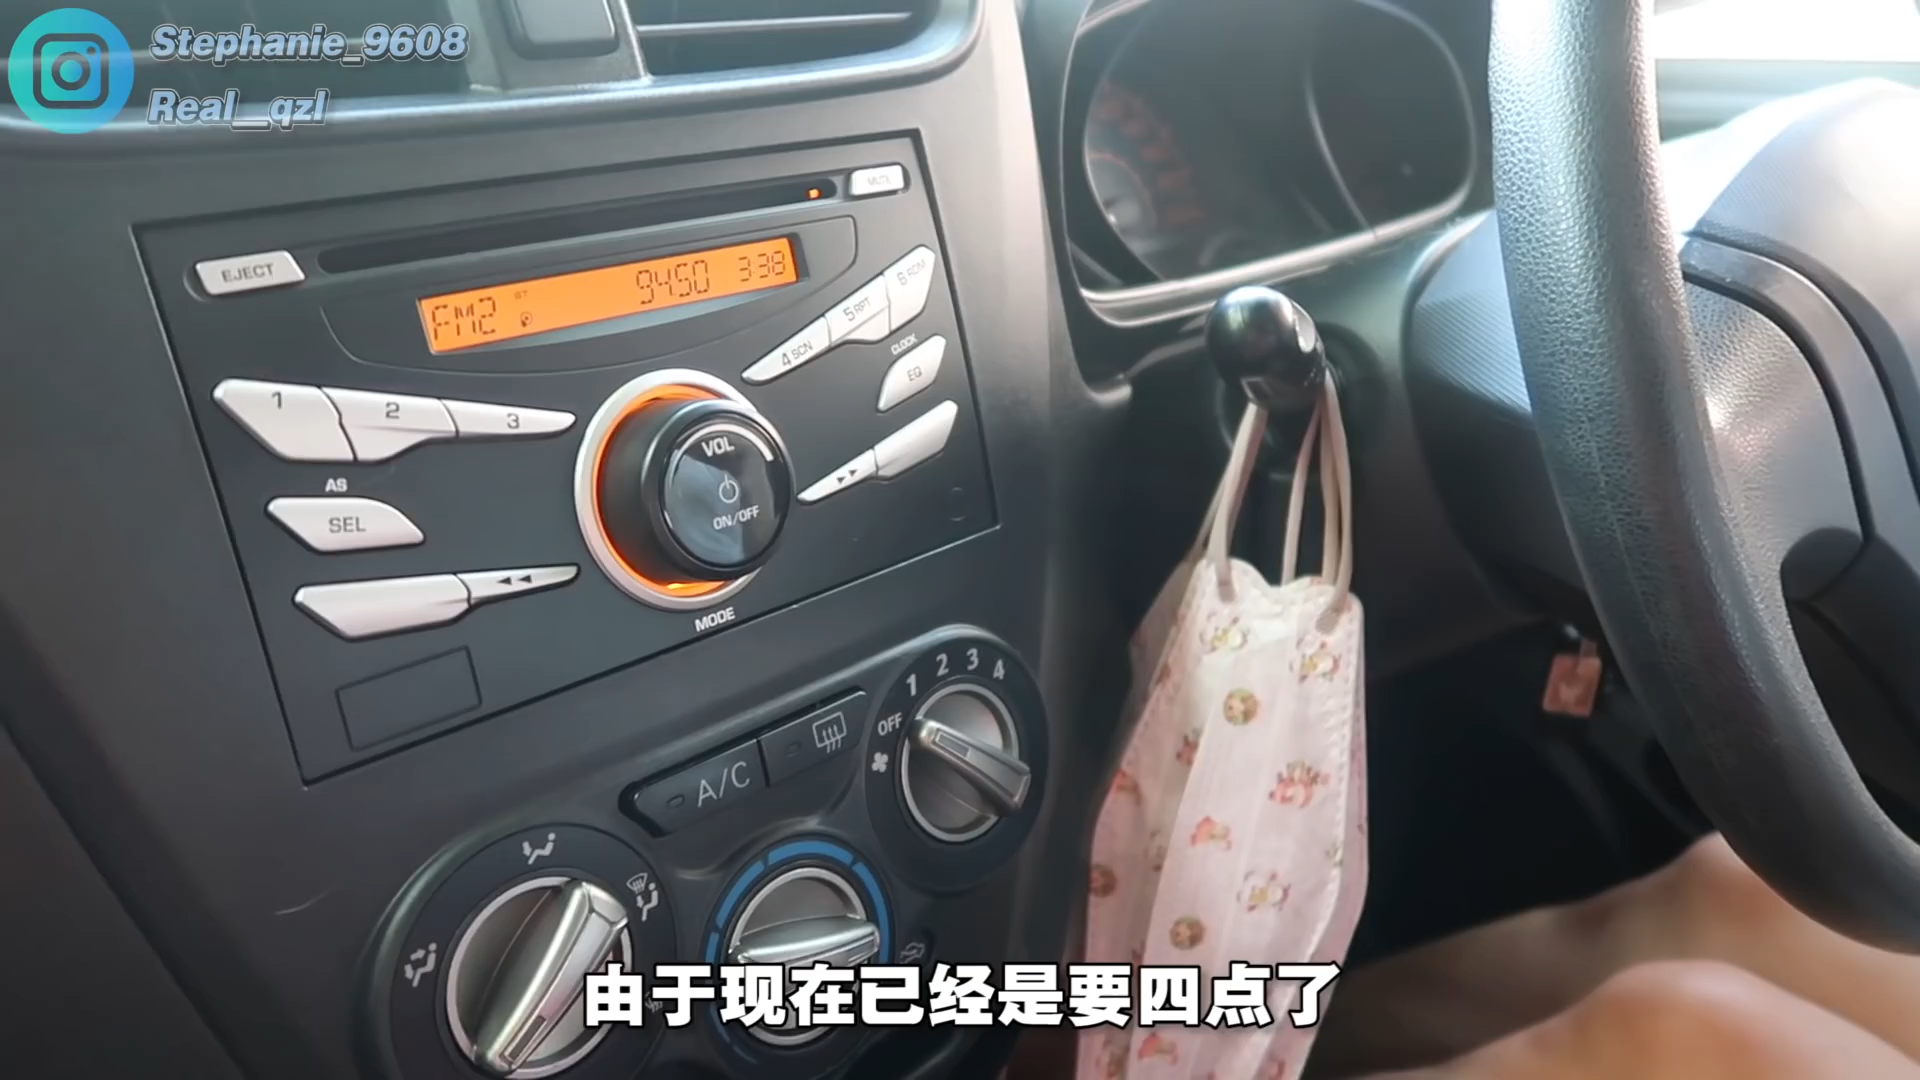 Stephanie_9608
Real__qzl
MUTE
EJECT
FM2 ST 9450 3:38
4 SCN
5 RPT
6 RDM
CLOCK
EQ
1
2
3
AS
SEL
VOL
ON/OFF
MODE
OFF 1 2 3 4
A/C
由于现在已经是要四点了